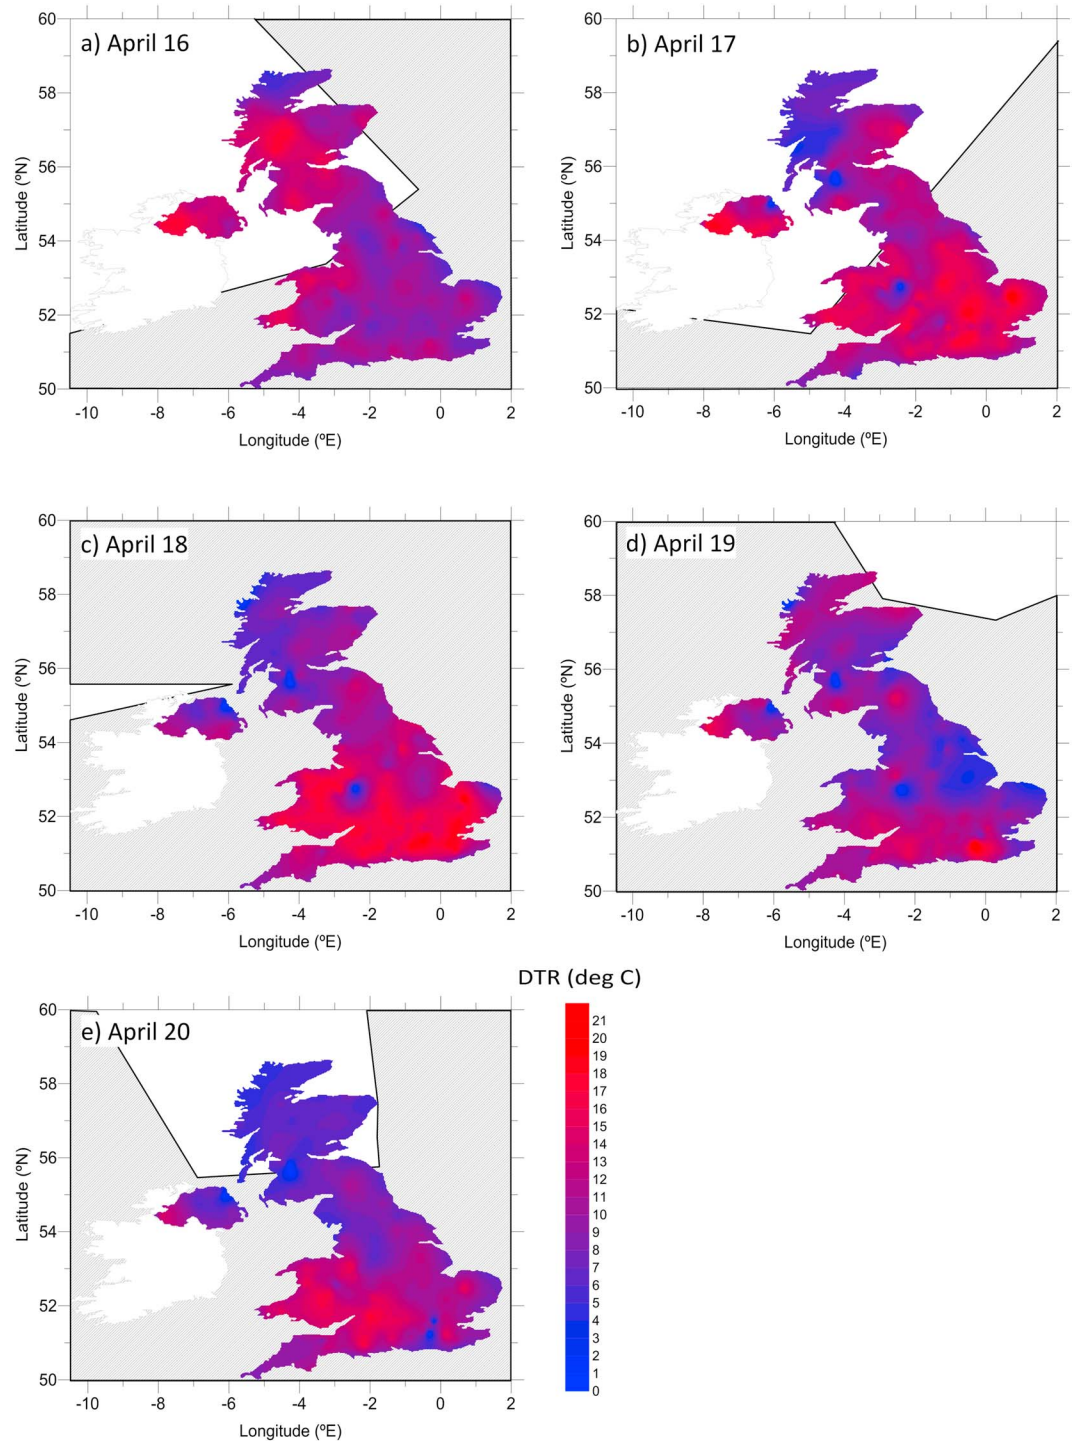 a) April 16
60
58
56
54
52
50
Latitude (ºN)
-10 -8 -6 -4 -2 0 2
Longitude (ºE)
b) April 17
60
58
56
54
52
50
Latitude (ºN)
-10 -8 -6 -4 -2 0 2
Longitude (ºE)
c) April 18
60
58
56
54
52
50
Latitude (ºN)
-10 -8 -6 -4 -2 0 2
Longitude (ºE)
d) April 19
60
58
56
54
52
50
Latitude (ºN)
-10 -8 -6 -4 -2 0 2
Longitude (ºE)
e) April 20
60
58
56
54
52
50
Latitude (ºN)
-10 -8 -6 -4 -2 0 2
Longitude (ºE)
DTR (deg C)
21
20
19
18
17
16
15
14
13
12
11
10
9
8
7
6
5
4
3
2
1
0